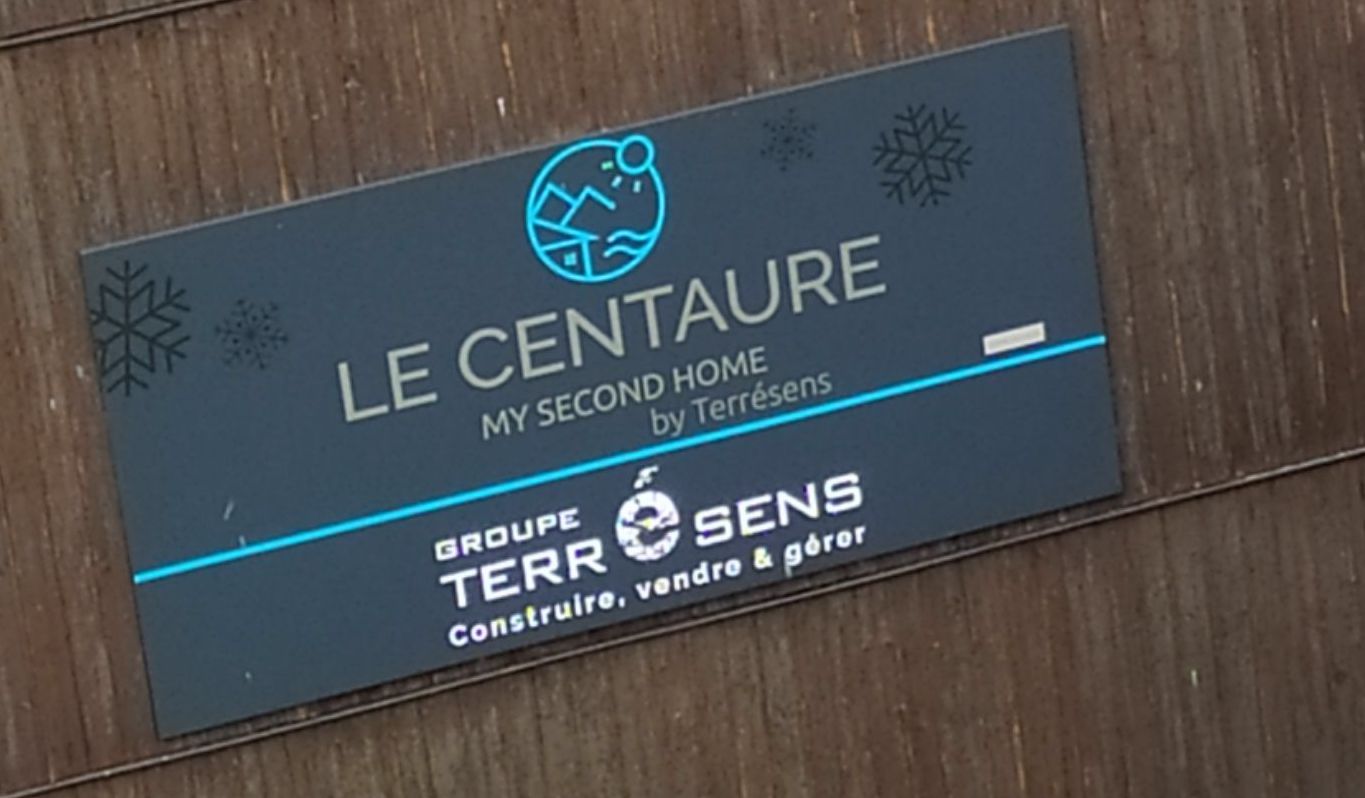 LE CENTAURE
MY SECOND HOME
by Terrésens
GROUPE
TERRÉSENS
Construire, vendre & gérer